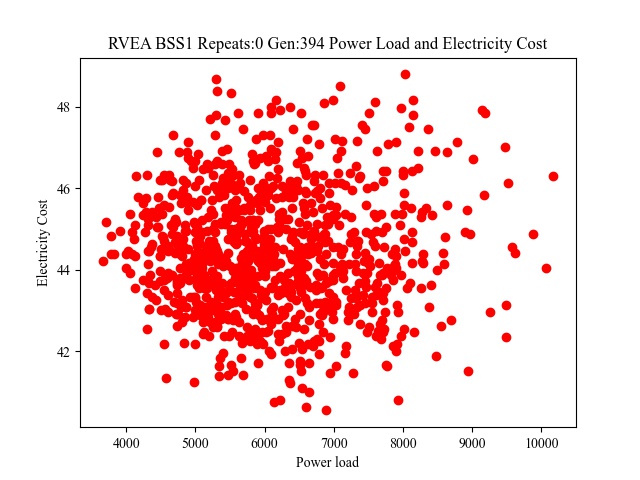 RVEA BSS1 Repeats:0 Gen:394 Power Load and Electricity Cost
48
46
44
42
Electricity Cost
4000 5000 6000 7000 8000 9000 10000
Power load